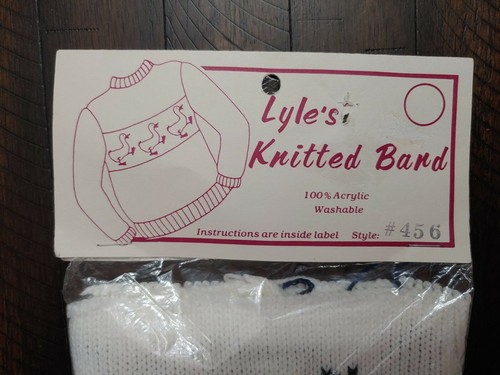 Lyle's
Knitted Band
100% Acrylic
Washable
Instructions are inside label Style: #456